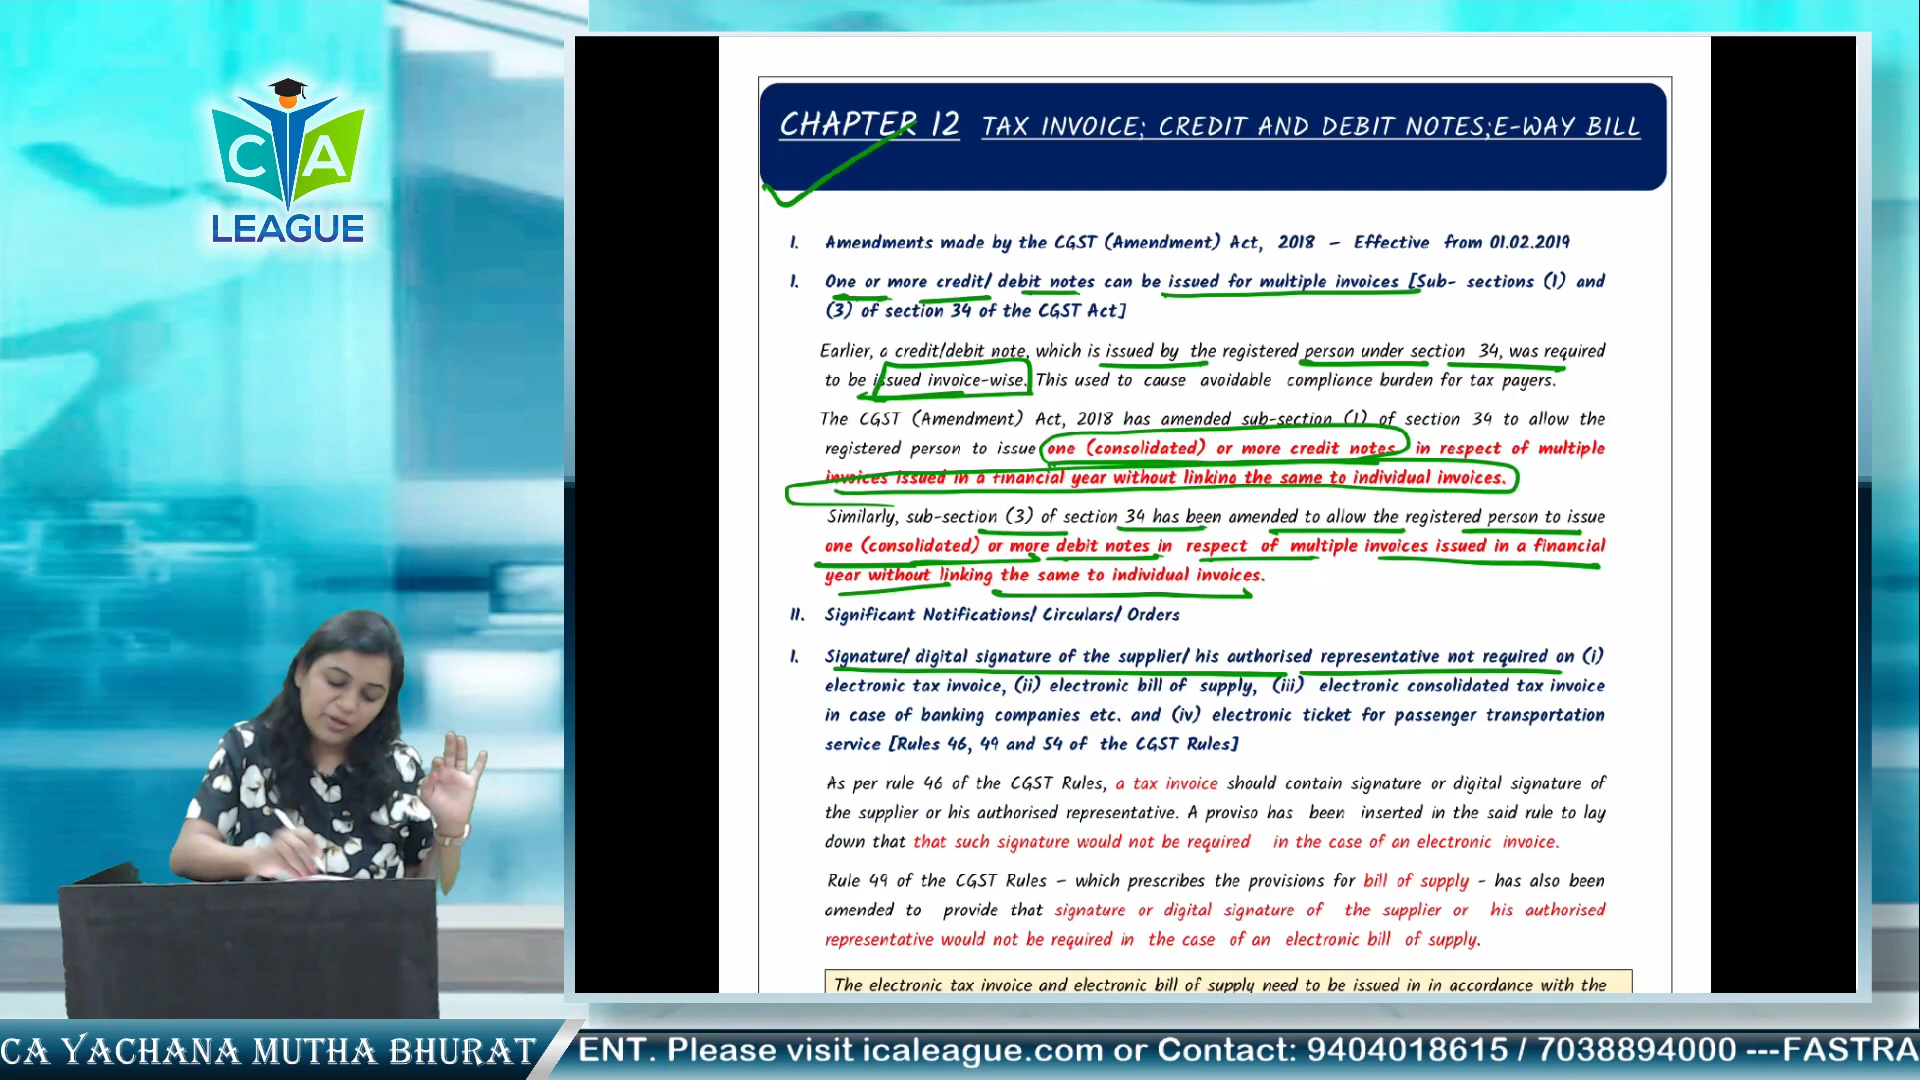 CA
LEAGUE
CHAPTER 12 TAX INVOICE; CREDIT AND DEBIT NOTES;E-WAY BILL
I. Amendments made by the CGST (Amendment) Act, 2018 – Effective from 01.02.2019
1. One or more credit/ debit notes can be issued for multiple invoices [Sub- sections (1) and
(3) of section 34 of the CGST Act]
Earlier, a credit/debit note, which is issued by the registered person under section 34, was required
to be issued invoice-wise. This used to cause avoidable compliance burden for tax payers.
The CGST (Amendment) Act, 2018 has amended sub-section (1) of section 34 to allow the
registered person to issue one (consolidated) or more credit notes in respect of multiple
invoices issued in a financial year without linking the same to individual invoices.
Similarly, sub-section (3) of section 34 has been amended to allow the registered person to issue
one (consolidated) or more debit notes in respect of multiple invoices issued in a financial
year without linking the same to individual invoices.
II. Significant Notifications/ Circulars/ Orders
1. Signature/ digital signature of the supplier/ his authorised representative not required on (i)
electronic tax invoice, (ii) electronic bill of supply, (iii) electronic consolidated tax invoice
in case of banking companies etc. and (iv) electronic ticket for passenger transportation
service [Rules 46, 49 and 54 of the CGST Rules]
As per rule 46 of the CGST Rules, a tax invoice should contain signature or digital signature of
the supplier or his authorised representative. A proviso has been inserted in the said rule to lay
down that that such signature would not be required in the case of an electronic invoice.
Rule 49 of the CGST Rules – which prescribes the provisions for bill of supply - has also been
amended to provide that signature or digital signature of the supplier or his authorised
representative would not be required in the case of an electronic bill of supply.
The electronic tax invoice and electronic bill of supply need to be issued in in accordance with the
CA YACHANA MUTHA BHURAT
ENT. Please visit icaleague.com or Contact: 9404018615 / 7038894000 ---FASTRA